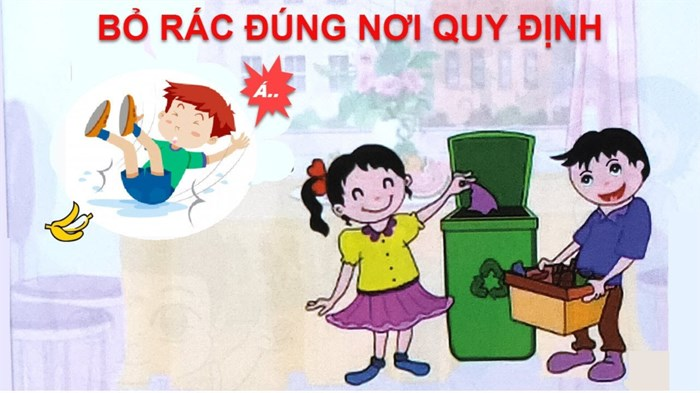 BỎ RÁC ĐÚNG NƠI QUY ĐỊNH
Á..